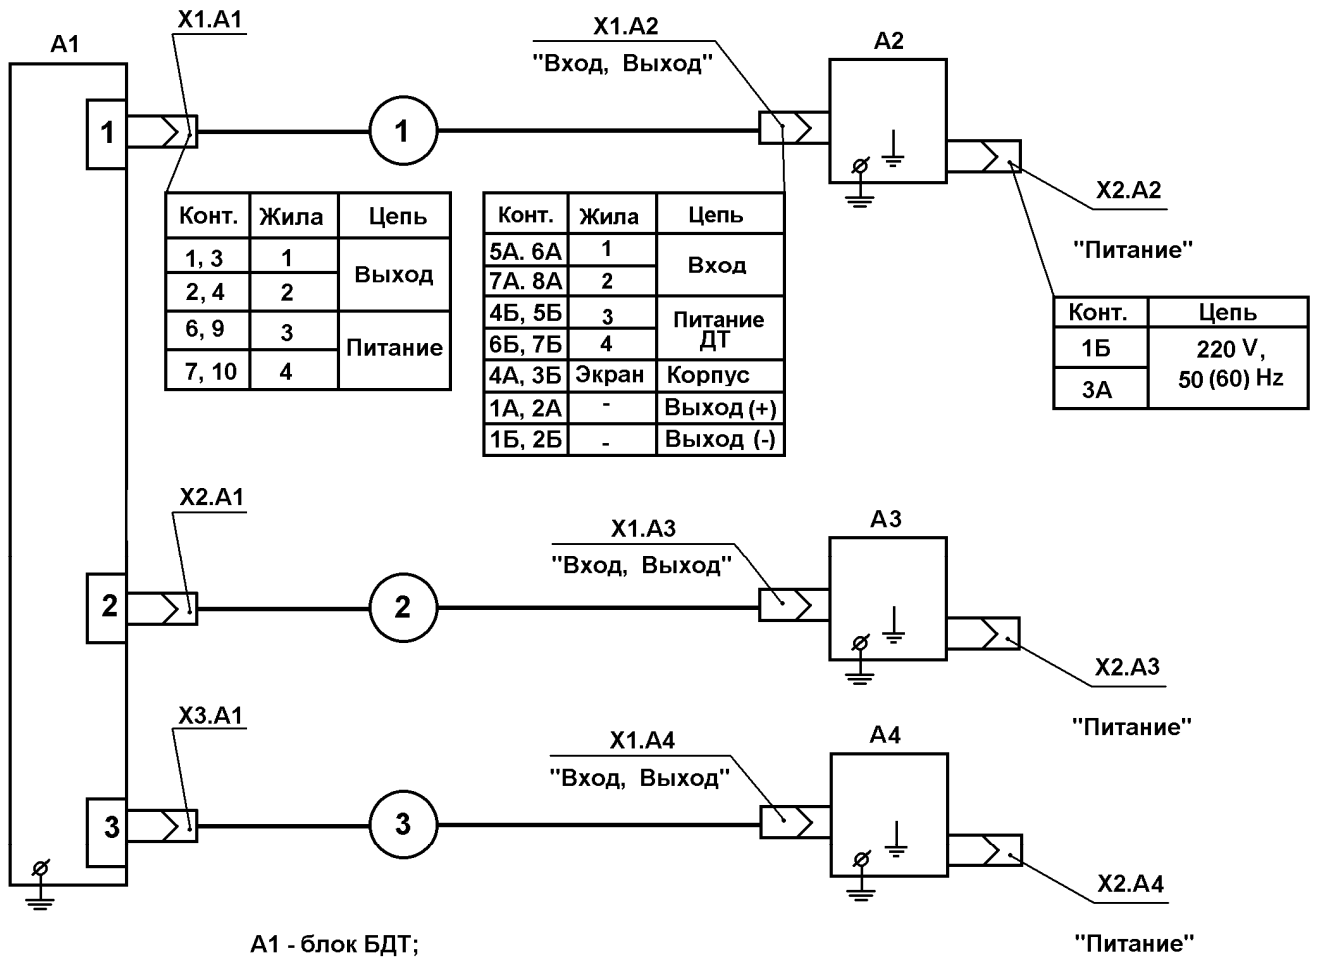 X1.A1
A1
X1.A2
"Вход, Выход"
A2
1
1
X2.A2
"Питание"
Конт. Жила Цепь
1, 3 1 Выход
2, 4 2
6, 9 3 Питание
7, 10 4
Конт. Жила Цепь
5А. 6А 1 Вход
7А. 8А 2
4Б, 5Б 3 Питание
6Б, 7Б 4 ДТ
4А, 3Б Экран Корпус
1А, 2А - Выход (+)
1Б, 2Б - Выход (-)
Конт. Цепь
1Б 220 V,
3А 50 (60) Hz
X2.A1
X1.A3
"Вход, Выход"
A3
2
2
X2.A3
"Питание"
X3.A1
X1.A4
"Вход, Выход"
A4
3
3
X2.A4
"Питание"
А1 - блок БДТ;